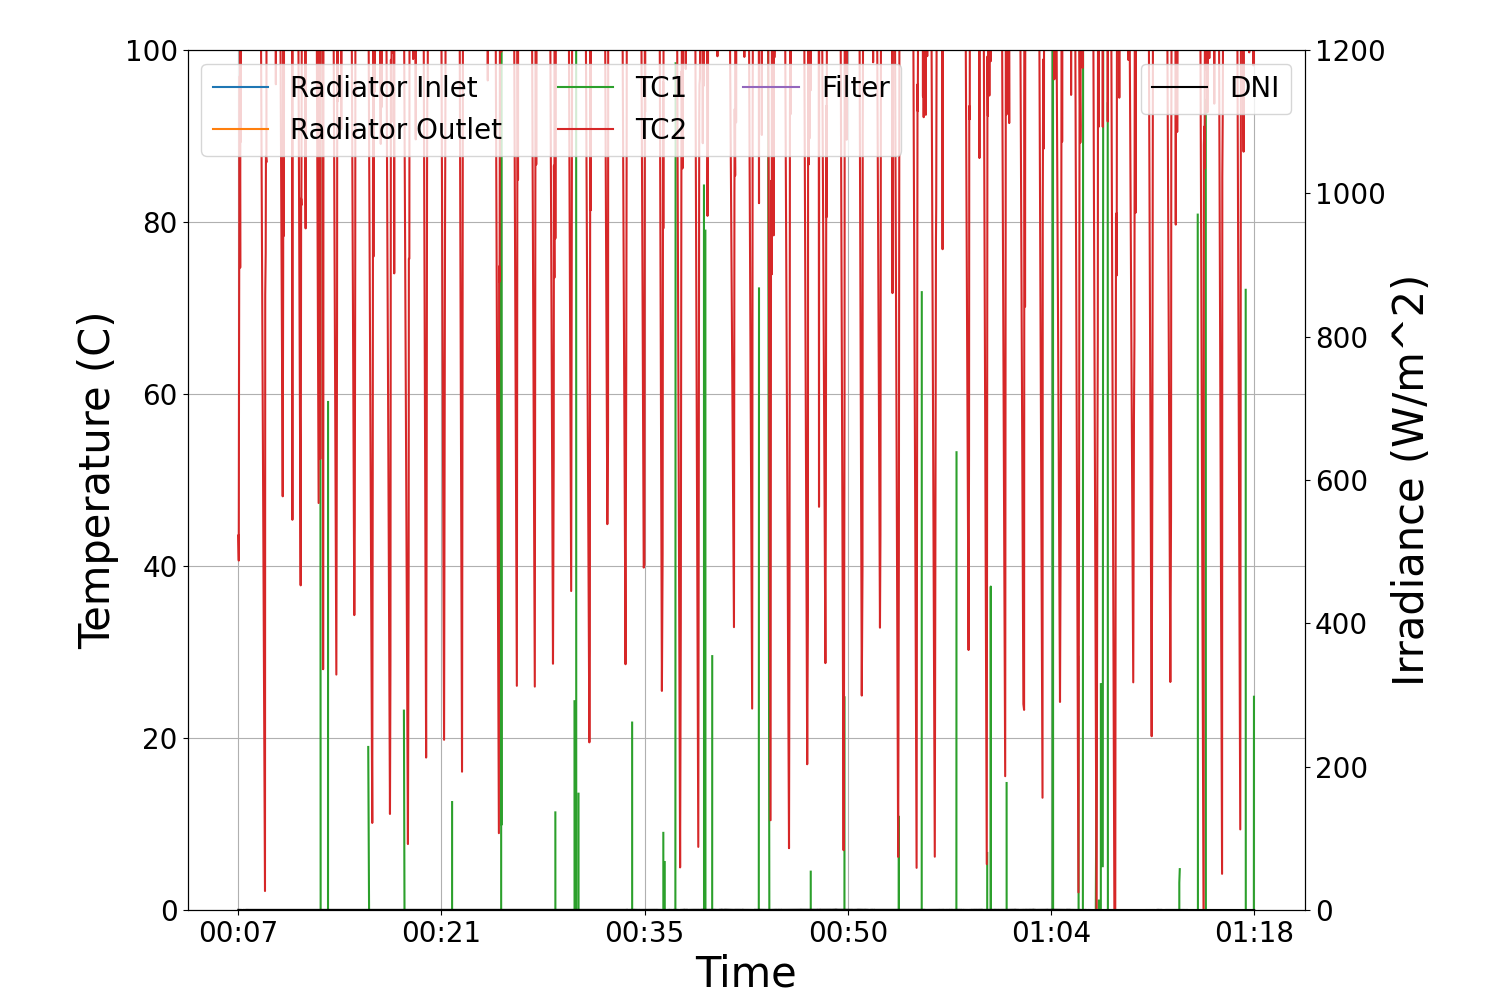 Radiator Inlet
Radiator Outlet
TC1
TC2
Filter
DNI
100
80
60
40
20
0
Temperature (C)
1200
1000
800
600
400
200
0
Irradiance (W/m^2)
00:07 00:21 00:35 00:50 01:04 01:18
Time